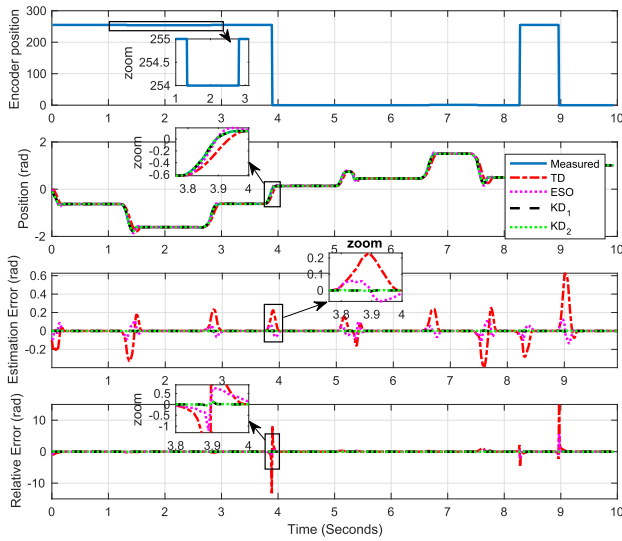 300
200
100
0
Encoder position
zoom
255
254.5
254
1 2 3
0 1 2 3 4 5 6 7 8 9 10
2
0
-2
Position (rad)
zoom
0
-0.2
-0.4
-0.6
3.8 3.9 4
Measured
TD
ESO
KD1
KD2
0 1 2 3 4 5 6 7 8 9 10
0.6
0.4
0.2
0
-0.2
Estimation Error (rad)
zoom
0.2
0.1
0
3.8 3.9 4
1 2 3 4 5 6 7 8 9
10
0
-10
Relative Error (rad)
zoom
0.5
0
-0.5
-1
3.8 3.9 4
0 1 2 3 4 5 6 7 8 9 10
Time (Seconds)